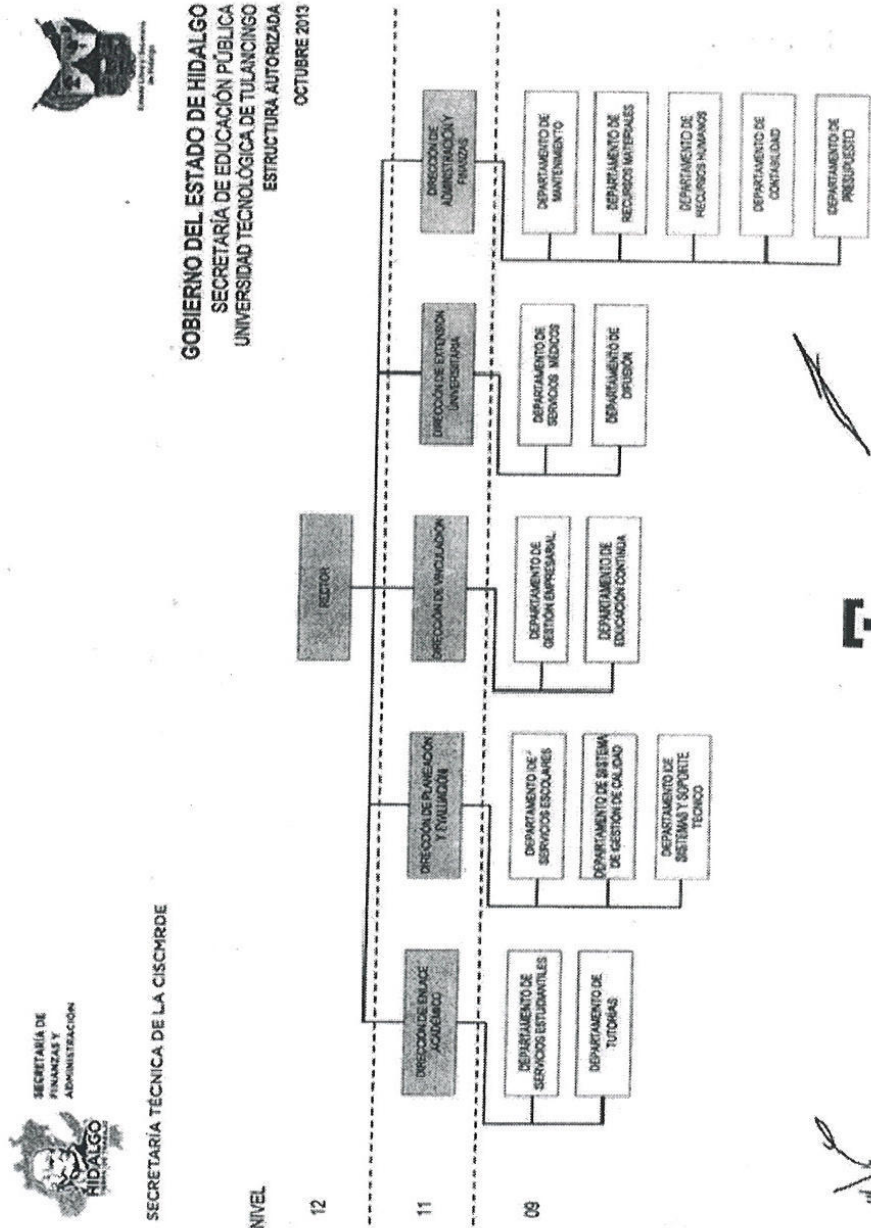 SECRETARÍA DE
FINANZAS Y
ADMINISTRACIÓN
HIDALGO
SECRETARÍA TÉCNICA DE LA CISCMRDE
GOBIERNO DEL ESTADO DE HIDALGO
SECRETARÍA DE EDUCACIÓN PÚBLICA
UNIVERSIDAD TECNOLÓGICA DE TULANCINGO
ESTRUCTURA AUTORIZADA
OCTUBRE 2013
NIVEL
12
RECTOR
11
DIRECCIÓN DE ENLACE
ACADÉMICO
DIRECCIÓN DE PLANEACIÓN
Y EVALUACIÓN
DIRECCIÓN DE VINCULACIÓN
DIRECCIÓN DE EXTENSIÓN
UNIVERSITARIA
DIRECCIÓN DE
ADMINISTRACIÓN Y
FINANZAS
09
DEPARTAMENTO DE
SERVICIOS ESTUDIANTILES
DEPARTAMENTO DE
TUTORÍAS
DEPARTAMENTO DE
SERVICIOS ESCOLARES
DEPARTAMENTO DE SISTEMA
DE GESTIÓN DE CALIDAD
DEPARTAMENTO DE
SISTEMAS Y SOPORTE
TÉCNICO
DEPARTAMENTO DE
GESTIÓN EMPRESARIAL
DEPARTAMENTO DE
EDUCACIÓN CONTINUA
DEPARTAMENTO DE
SERVICIOS MÉDICOS
DEPARTAMENTO DE
DIFUSIÓN
DEPARTAMENTO DE
MANTENIMIENTO
DEPARTAMENTO DE
RECURSOS MATERIALES
DEPARTAMENTO DE
RECURSOS HUMANOS
DEPARTAMENTO DE
CONTABILIDAD
DEPARTAMENTO DE
PRESUPUESTO